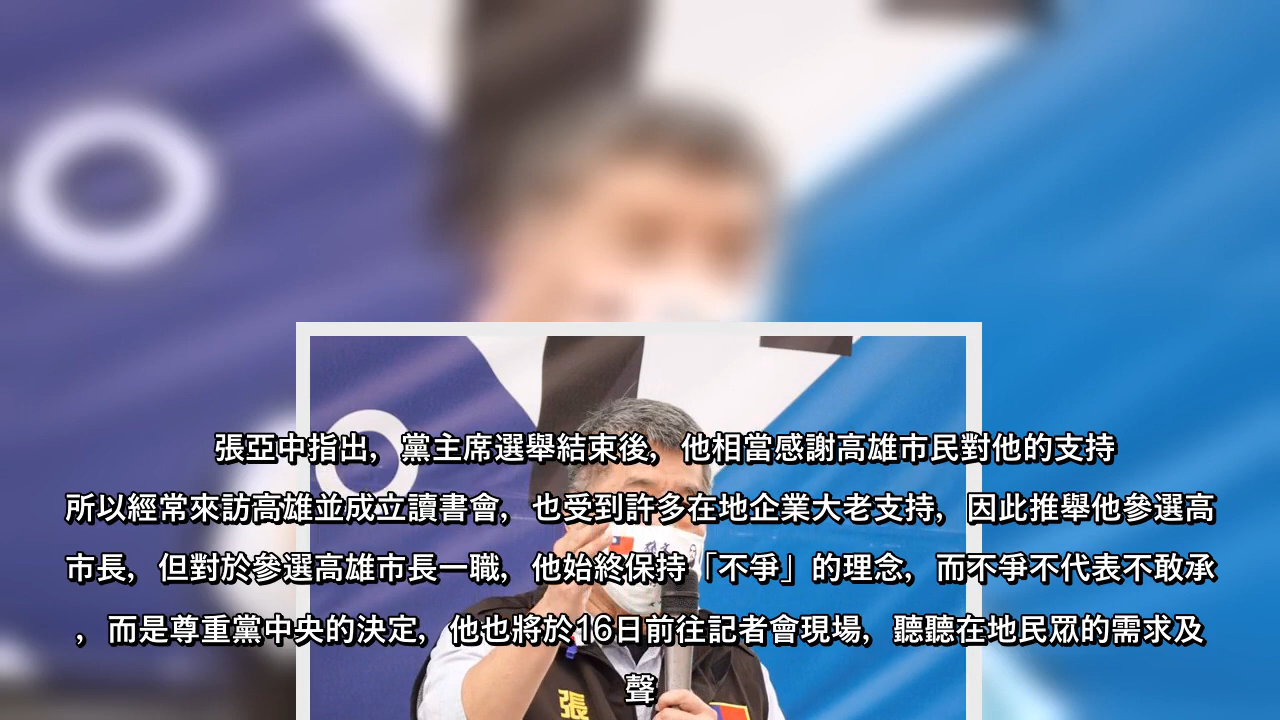 張亞中指出，黨主席選舉結束後，他相當感謝高雄市民對他的支持
所以經常來訪高雄並成立讀書會，也受到許多在地企業大老支持，因此推舉他參選高
市長，但對於參選高雄市長一職，他始終保持「不爭」的理念，而不爭不代表不敢承
，而是尊重黨中央的決定，他也將於16日前往記者會現場，聽聽在地民眾的需求及
聲
張